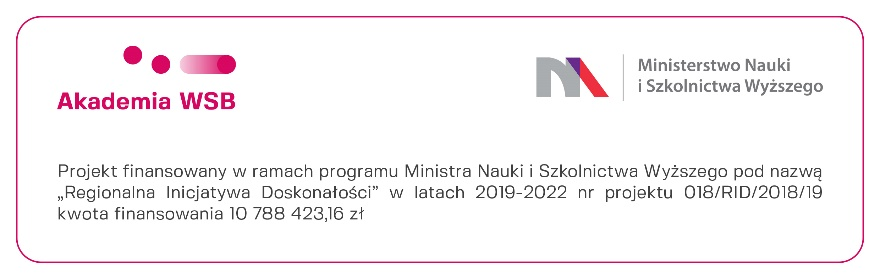 Akademia WSB
Ministerstwo Nauki
i Szkolnictwa Wyższego
Projekt finansowany w ramach programu Ministra Nauki i Szkolnictwa Wyższego pod nazwą
„Regionalna Inicjatywa Doskonałości” w latach 2019-2022 nr projektu 018/RID/2018/19
kwota finansowania 10 788 423,16 zł